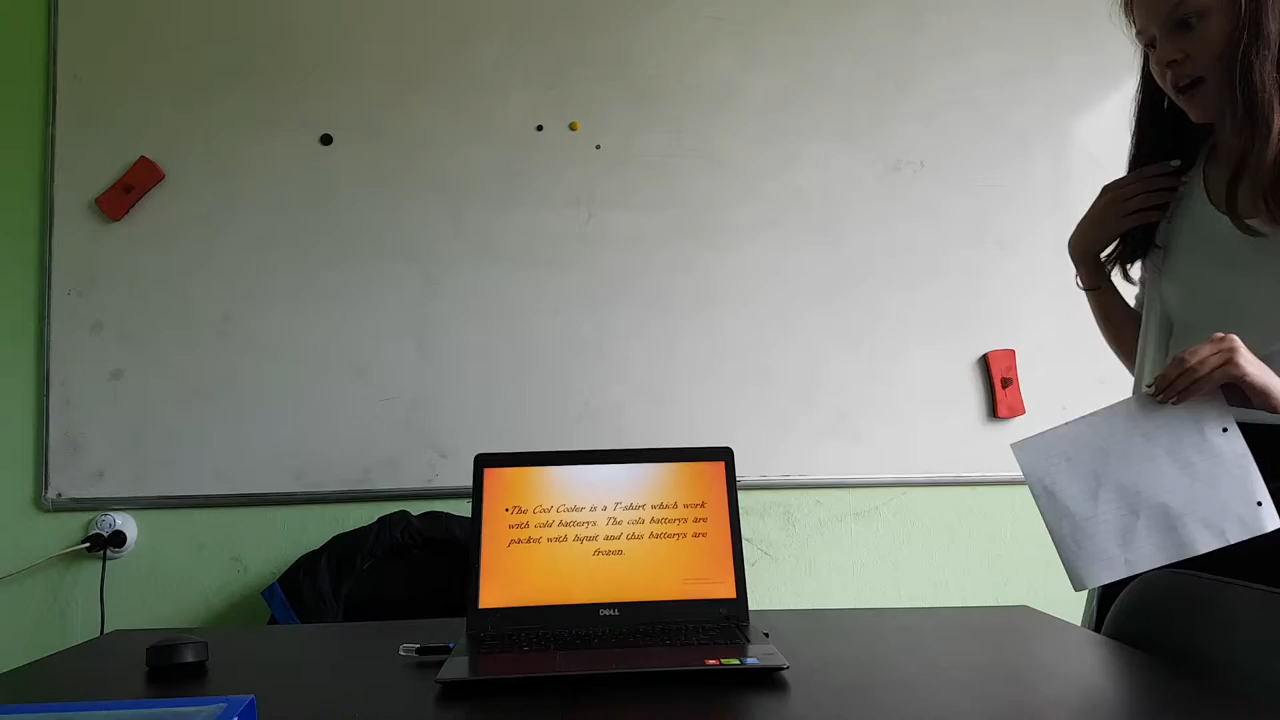 •The Cool Cooler is a T-shirt which work
with cold batterys. The cola batterys are
packet with liquit and this batterys are
frozen.
DELL